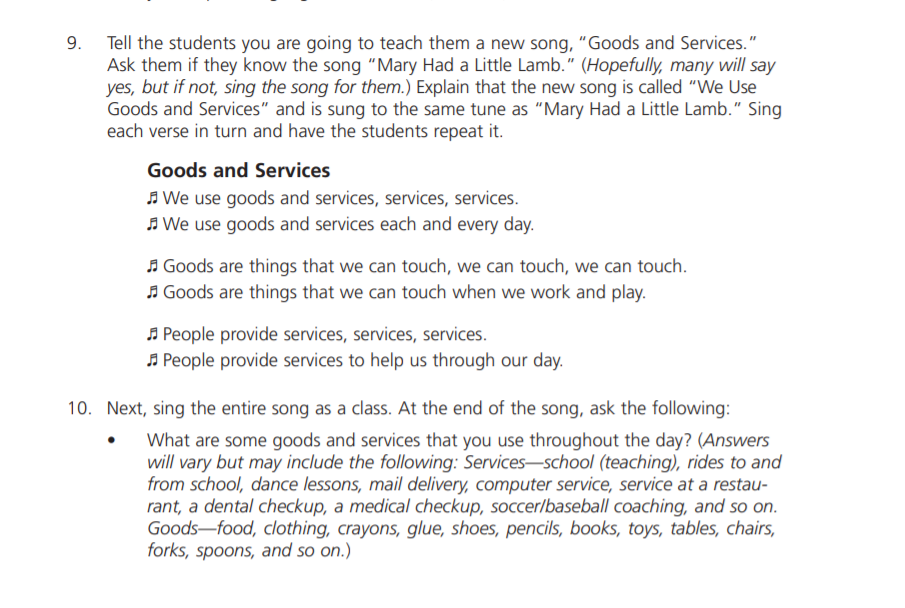 9. Tell the students you are going to teach them a new song, “Goods and Services.”
Ask them if they know the song “Mary Had a Little Lamb.” (Hopefully, many will say
yes, but if not, sing the song for them.) Explain that the new song is called “We Use
Goods and Services” and is sung to the same tune as “Mary Had a Little Lamb.” Sing
each verse in turn and have the students repeat it.
Goods and Services
♬ We use goods and services, services, services.
♬ We use goods and services each and every day.
♬ Goods are things that we can touch, we can touch, we can touch.
♬ Goods are things that we can touch when we work and play.
♬ People provide services, services, services.
♬ People provide services to help us through our day.
10. Next, sing the entire song as a class. At the end of the song, ask the following:
• What are some goods and services that you use throughout the day? (Answers
will vary but may include the following: Services—school (teaching), rides to and
from school, dance lessons, mail delivery, computer service, service at a restau-
rant, a dental checkup, a medical checkup, soccer/baseball coaching, and so on.
Goods—food, clothing, crayons, glue, shoes, pencils, books, toys, tables, chairs,
forks, spoons, and so on.)